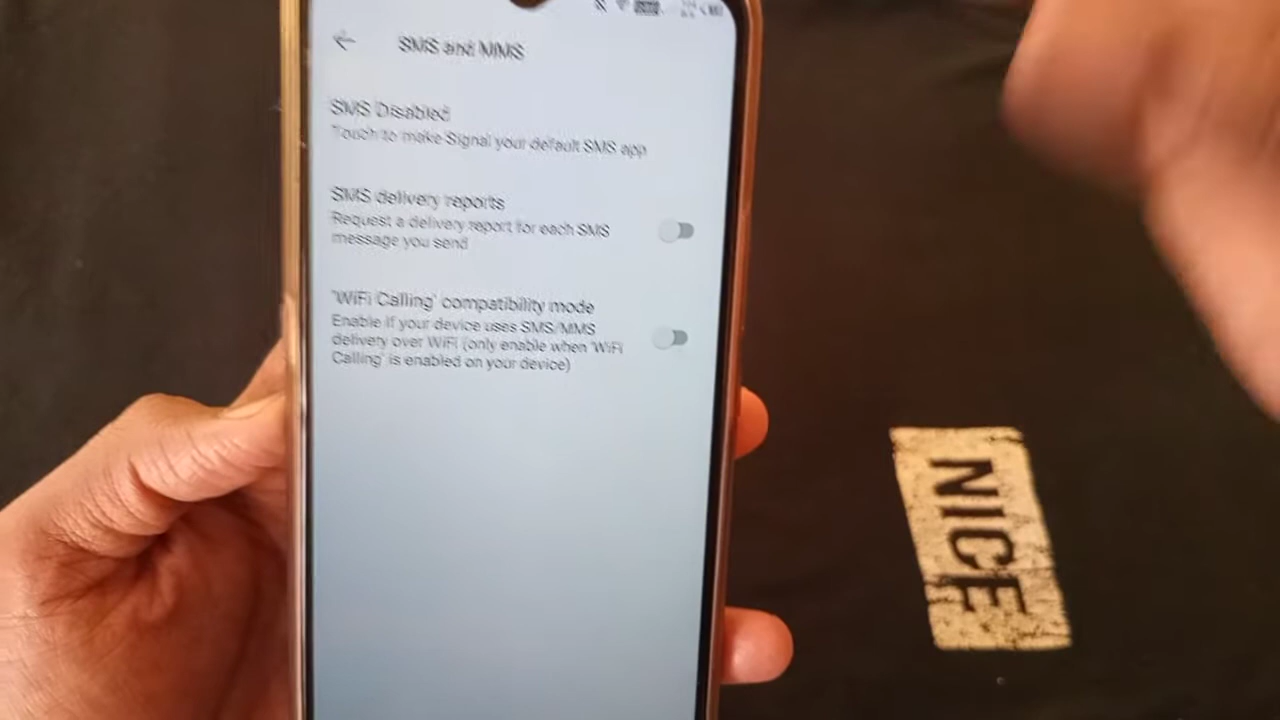 SMS and MMS
SMS Disabled
Touch to make Signal your default SMS app
SMS delivery reports
Request a delivery report for each SMS
message you send
'WiFi Calling' compatibility mode
Enable if your device uses SMS/MMS
delivery over WiFi (only enable when 'WiFi
Calling' is enabled on your device)
NICE